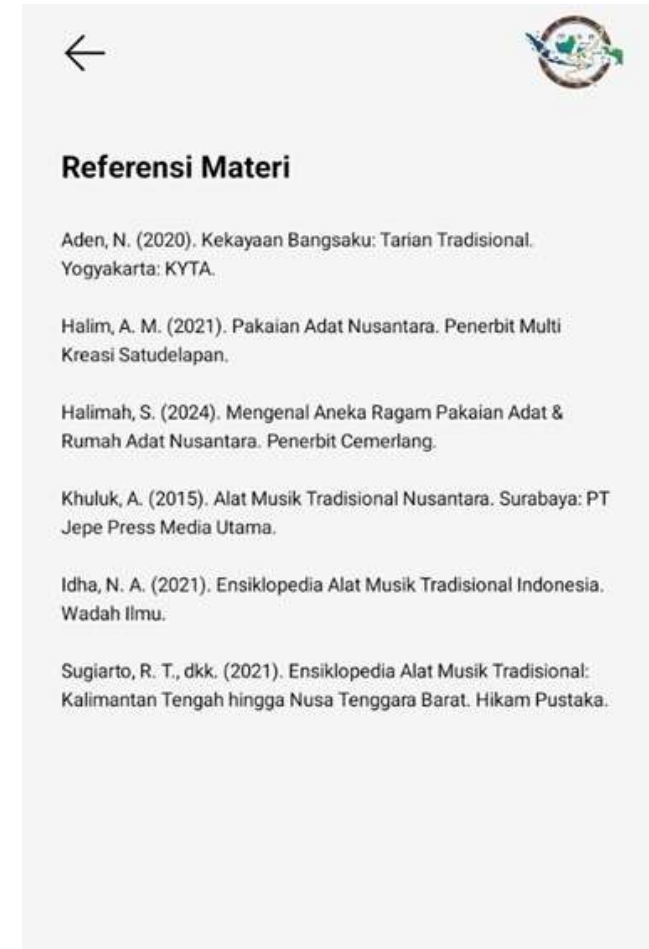 Referensi Materi
Aden, N. (2020). Kekayaan Bangsaku: Tarian Tradisional.
Yogyakarta: KYTA.
Halim, A. M. (2021). Pakaian Adat Nusantara. Penerbit Multi
Kreasi Satudelapan.
Halimah, S. (2024). Mengenal Aneka Ragam Pakaian Adat &
Rumah Adat Nusantara. Penerbit Cemerlang.
Khuluk, A. (2015). Alat Musik Tradisional Nusantara. Surabaya: PT
Jepe Press Media Utama.
Idha, N. A. (2021). Ensiklopedia Alat Musik Tradisional Indonesia.
Wadah Ilmu.
Sugiarto, R. T., dkk. (2021). Ensiklopedia Alat Musik Tradisional:
Kalimantan Tengah hingga Nusa Tenggara Barat. Hikam Pustaka.